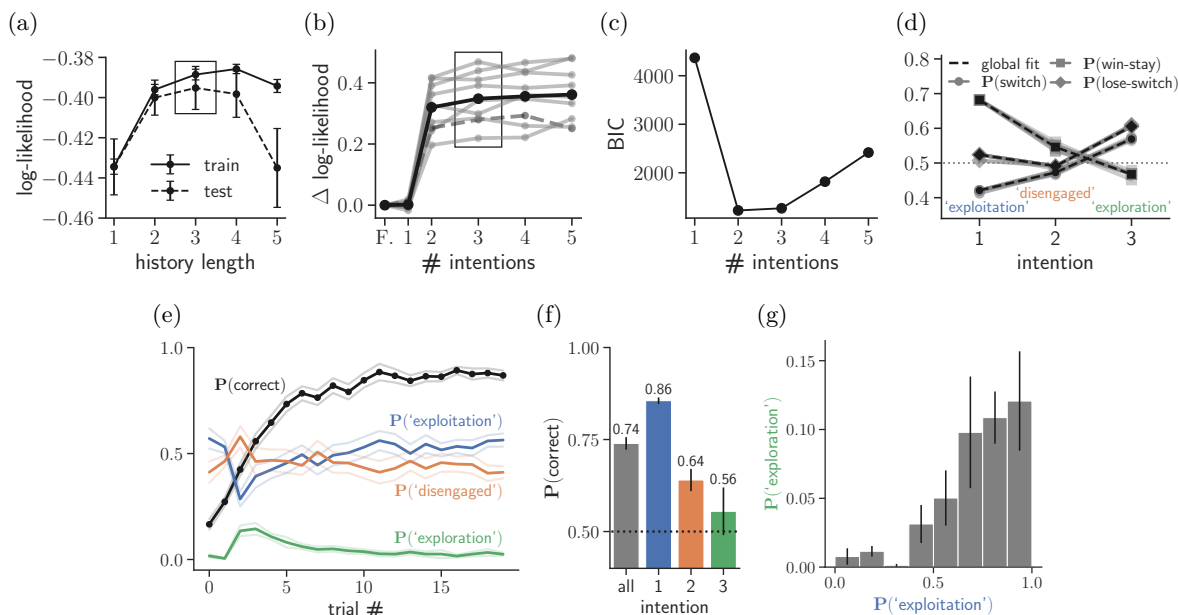 (a)
−0.38
−0.40
−0.42
−0.44
−0.46
log-likelihood
train
test
1 2 3 4 5
history length
(b)
0.4
0.2
0.0
Δ log-likelihood
F. 1 2 3 4 5
# intentions
(c)
4000
3000
2000
BIC
1 2 3 4 5
# intentions
(d)
global fit
P(switch)
P(win-stay)
P(lose-switch)
0.8
0.7
0.6
0.5
0.4
'exploitation'
'disengaged'
'exploration'
1 2 3
intention
(e)
1.0
0.5
0.0
P(correct)
P('exploitation')
P('disengaged')
P('exploration')
0 5 10 15
trial #
(f)
1.00
0.75
0.50
P(correct)
0.74
0.86
0.64
0.56
all 1 2 3
intention
(g)
0.15
0.10
0.05
0.00
P('exploration')
0.0 0.5 1.0
P('exploitation')